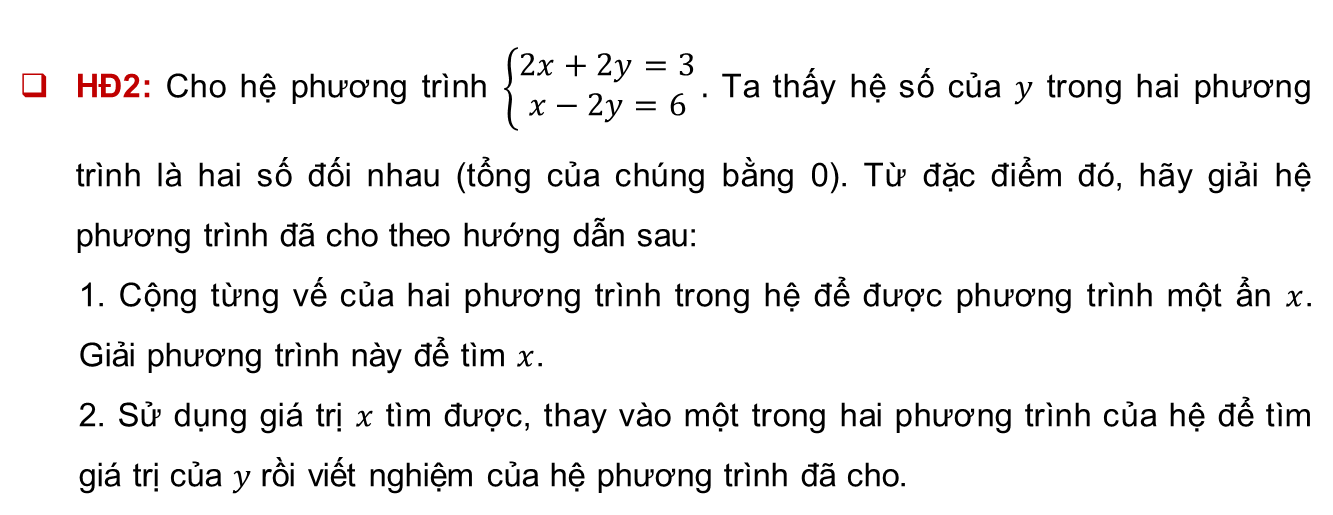 ❑ HĐ2: Cho hệ phương trình {2x + 2y = 3
x − 2y = 6. Ta thấy hệ số của y trong hai phương
trình là hai số đối nhau (tổng của chúng bằng 0). Từ đặc điểm đó, hãy giải hệ
phương trình đã cho theo hướng dẫn sau:
1. Cộng từng vế của hai phương trình trong hệ để được phương trình một ẩn x.
Giải phương trình này để tìm x.
2. Sử dụng giá trị x tìm được, thay vào một trong hai phương trình của hệ để tìm
giá trị của y rồi viết nghiệm của hệ phương trình đã cho.